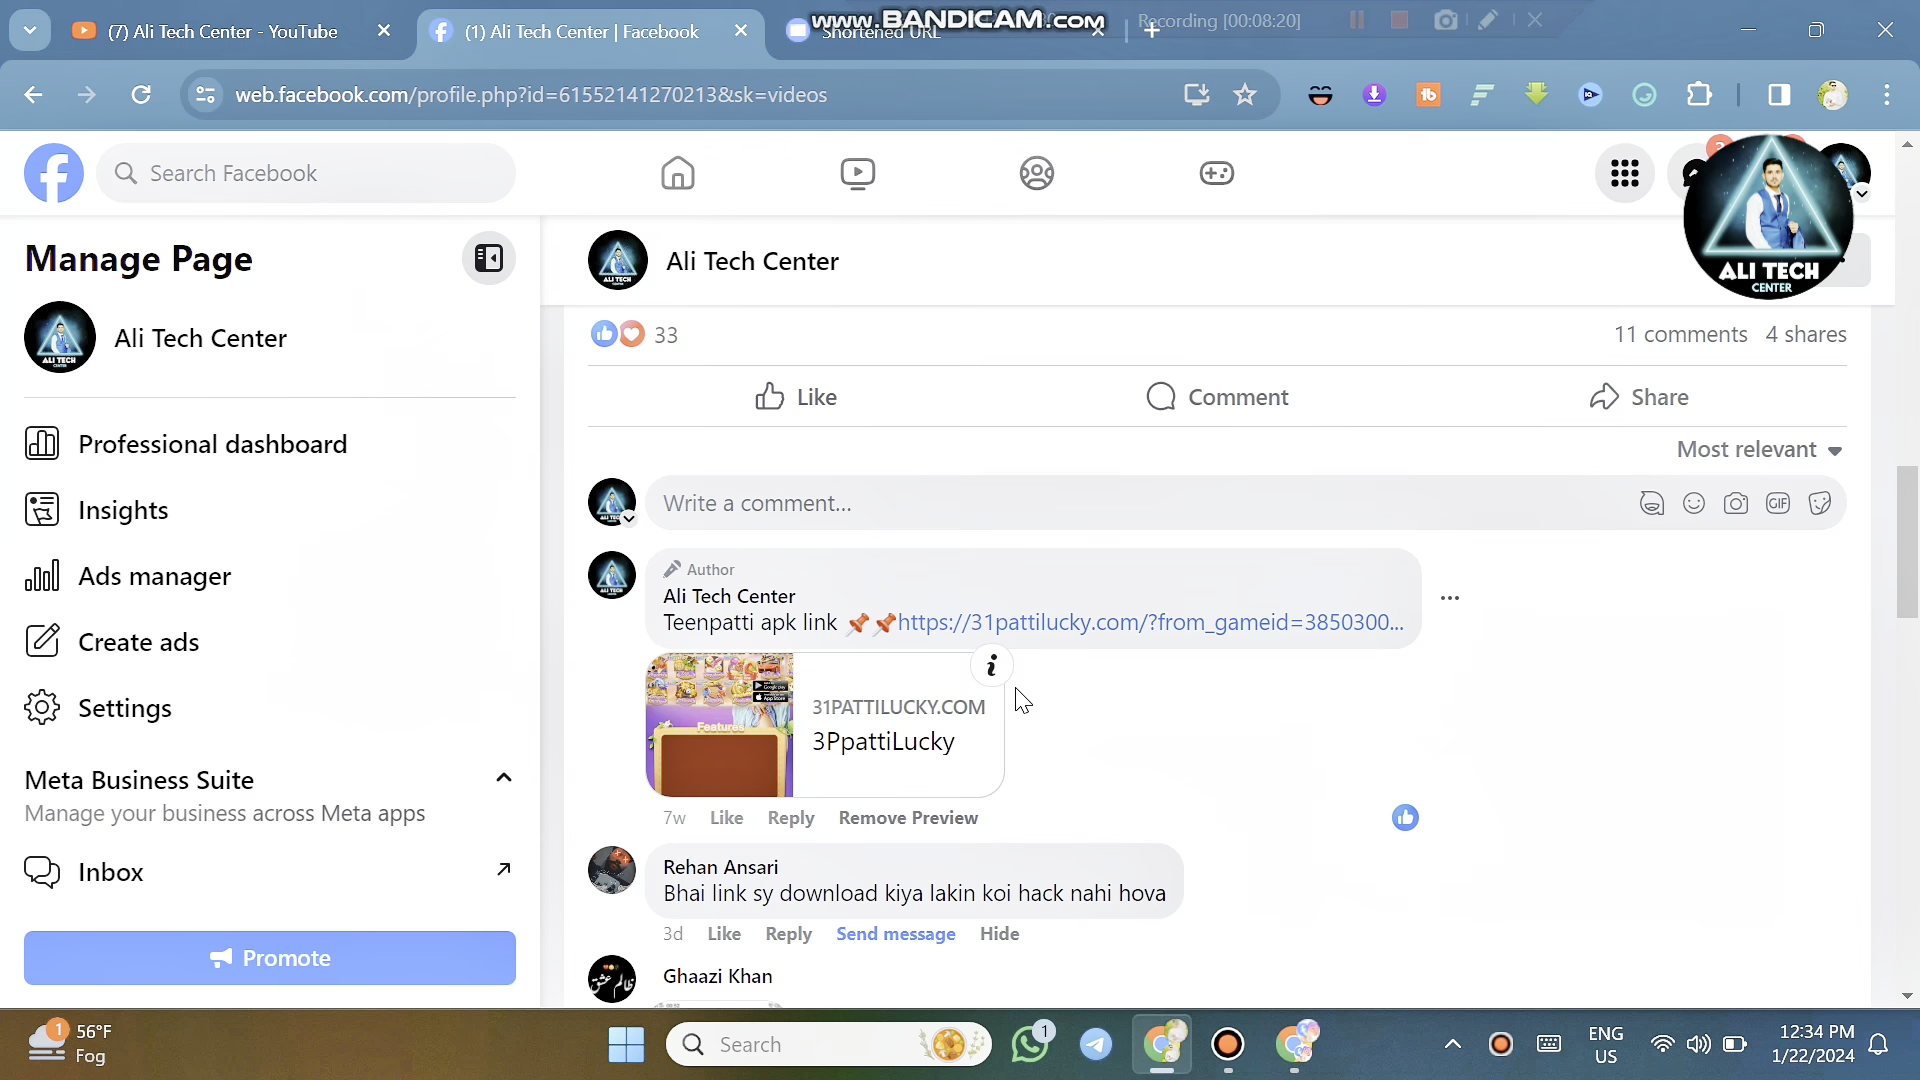 (7) Ali Tech Center - YouTube
(1) Ali Tech Center | Facebook
Shortened URL
www.BANDICAM.com
Recording [00:08:20]
web.facebook.com/profile.php?id=61552141270213&sk=videos
Search Facebook
Manage Page
Ali Tech Center
Professional dashboard
Insights
Ads manager
Create ads
Settings
Meta Business Suite
Manage your business across Meta apps
Inbox
Promote
Ali Tech Center
ALI TECH
CENTER
33
11 comments 4 shares
Like
Comment
Share
Most relevant
Write a comment...
GIF
Author
Ali Tech Center
Teenpatti apk link 📌📌https://31pattilucky.com/?from_gameid=3850300...
Features
31PATTILUCKY.COM
3PpattiLucky
7w Like Reply Remove Preview
Rehan Ansari
Bhai link sy download kiya lakin koi hack nahi hova
3d Like Reply Send message Hide
ظالم عشق
Ghaazi Khan
1
56°F
Fog
Search
1
ENG
US
12:34 PM
1/22/2024